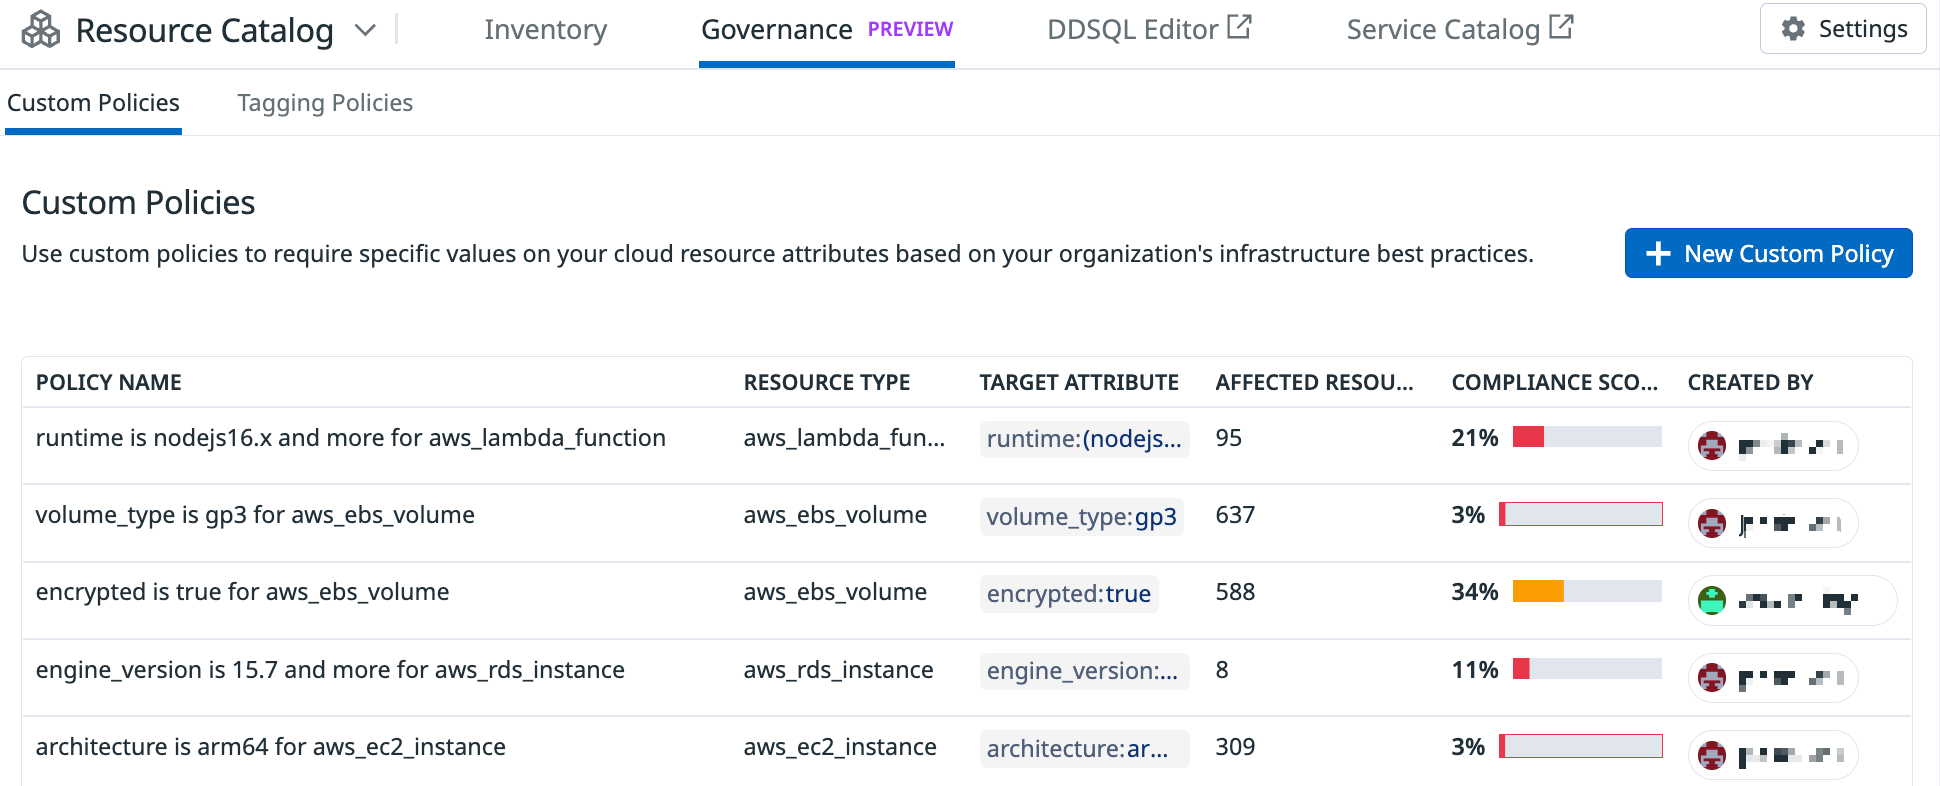 Resource Catalog Inventory Governance PREVIEW DDSQL Editor Service Catalog Settings
Custom Policies Tagging Policies
Custom Policies
Use custom policies to require specific values on your cloud resource attributes based on your organization's infrastructure best practices.
New Custom Policy
POLICY NAME RESOURCE TYPE TARGET ATTRIBUTE AFFECTED RESOU... COMPLIANCE SCO... CREATED BY
runtime is nodejs16.x and more for aws_lambda_function aws_lambda_fun... runtime:(nodejs... 95 21%
volume_type is gp3 for aws_ebs_volume aws_ebs_volume volume_type:gp3 637 3%
encrypted is true for aws_ebs_volume aws_ebs_volume encrypted:true 588 34%
engine_version is 15.7 and more for aws_rds_instance aws_rds_instance engine_version:... 8 11%
architecture is arm64 for aws_ec2_instance aws_ec2_instance architecture:ar... 309 3%